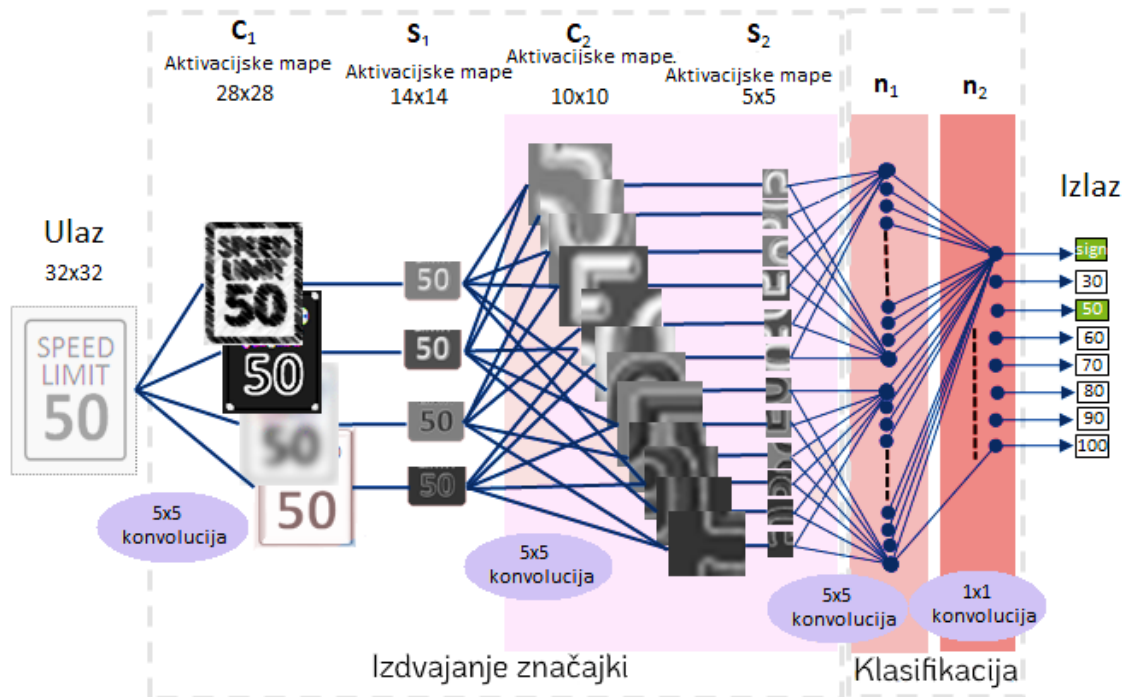 C₁
Aktivacijske mape
28x28
S₁
Aktivacijske mape
14x14
C₂
Aktivacijske mape.
10x10
S₂
Aktivacijske mape
5x5
n₁
n₂
Ulaz
32x32
SPEED
LIMIT
50
SPEED
LIMIT
50
50
50
50
50
50
50
50
5x5
konvolucija
5x5
konvolucija
5x5
konvolucija
1x1
konvolucija
Izlaz
sign
30
50
60
70
80
90
100
Izdvajanje značajki
Klasifikacija